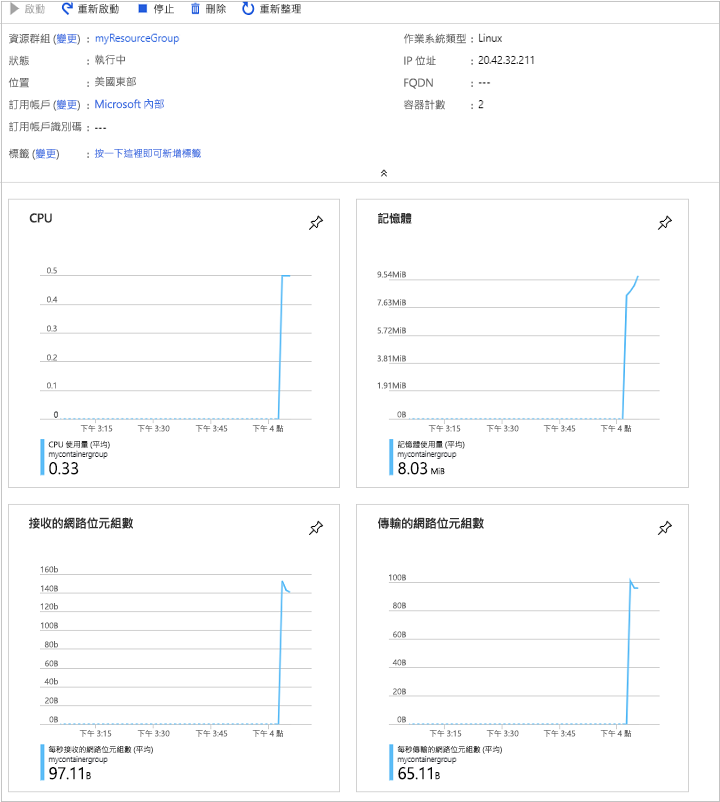 啟動 重新啟動 停止 刪除 重新整理
資源群組 (變更) : myResourceGroup
狀態 : 執行中
位置 : 美國東部
訂用帳戶 (變更) : Microsoft 內部
訂用帳戶識別碼 : ---
標籤 (變更) : 按一下這裡即可新增標籤
作業系統類型 : Linux
IP 位址 : 20.42.32.211
FQDN : ---
容器計數 : 2
CPU
0.5
0.4
0.3
0.2
0.1
0
下午 3:15 下午 3:30 下午 3:45 下午 4 點
CPU 使用量 (平均)
mycontainergroup
0.33
記憶體
9.54MiB
7.63MiB
5.72MiB
3.81MiB
1.91MiB
0B
下午 3:15 下午 3:30 下午 3:45 下午 4 點
記憶體使用量 (平均)
mycontainergroup
8.03 MiB
接收的網路位元組數
160b
140B
120b
100B
80b
60B
40b
20B
0B
下午 3:15 下午 3:30 下午 3:45 下午 4 點
每秒接收的網路位元組數 (平均)
mycontainergroup
97.11B
傳輸的網路位元組數
100B
80B
60B
40B
20B
0B
下午 3:15 下午 3:30 下午 3:45 下午 4 點
每秒傳輸的網路位元組數 (平均)
mycontainergroup
65.11B